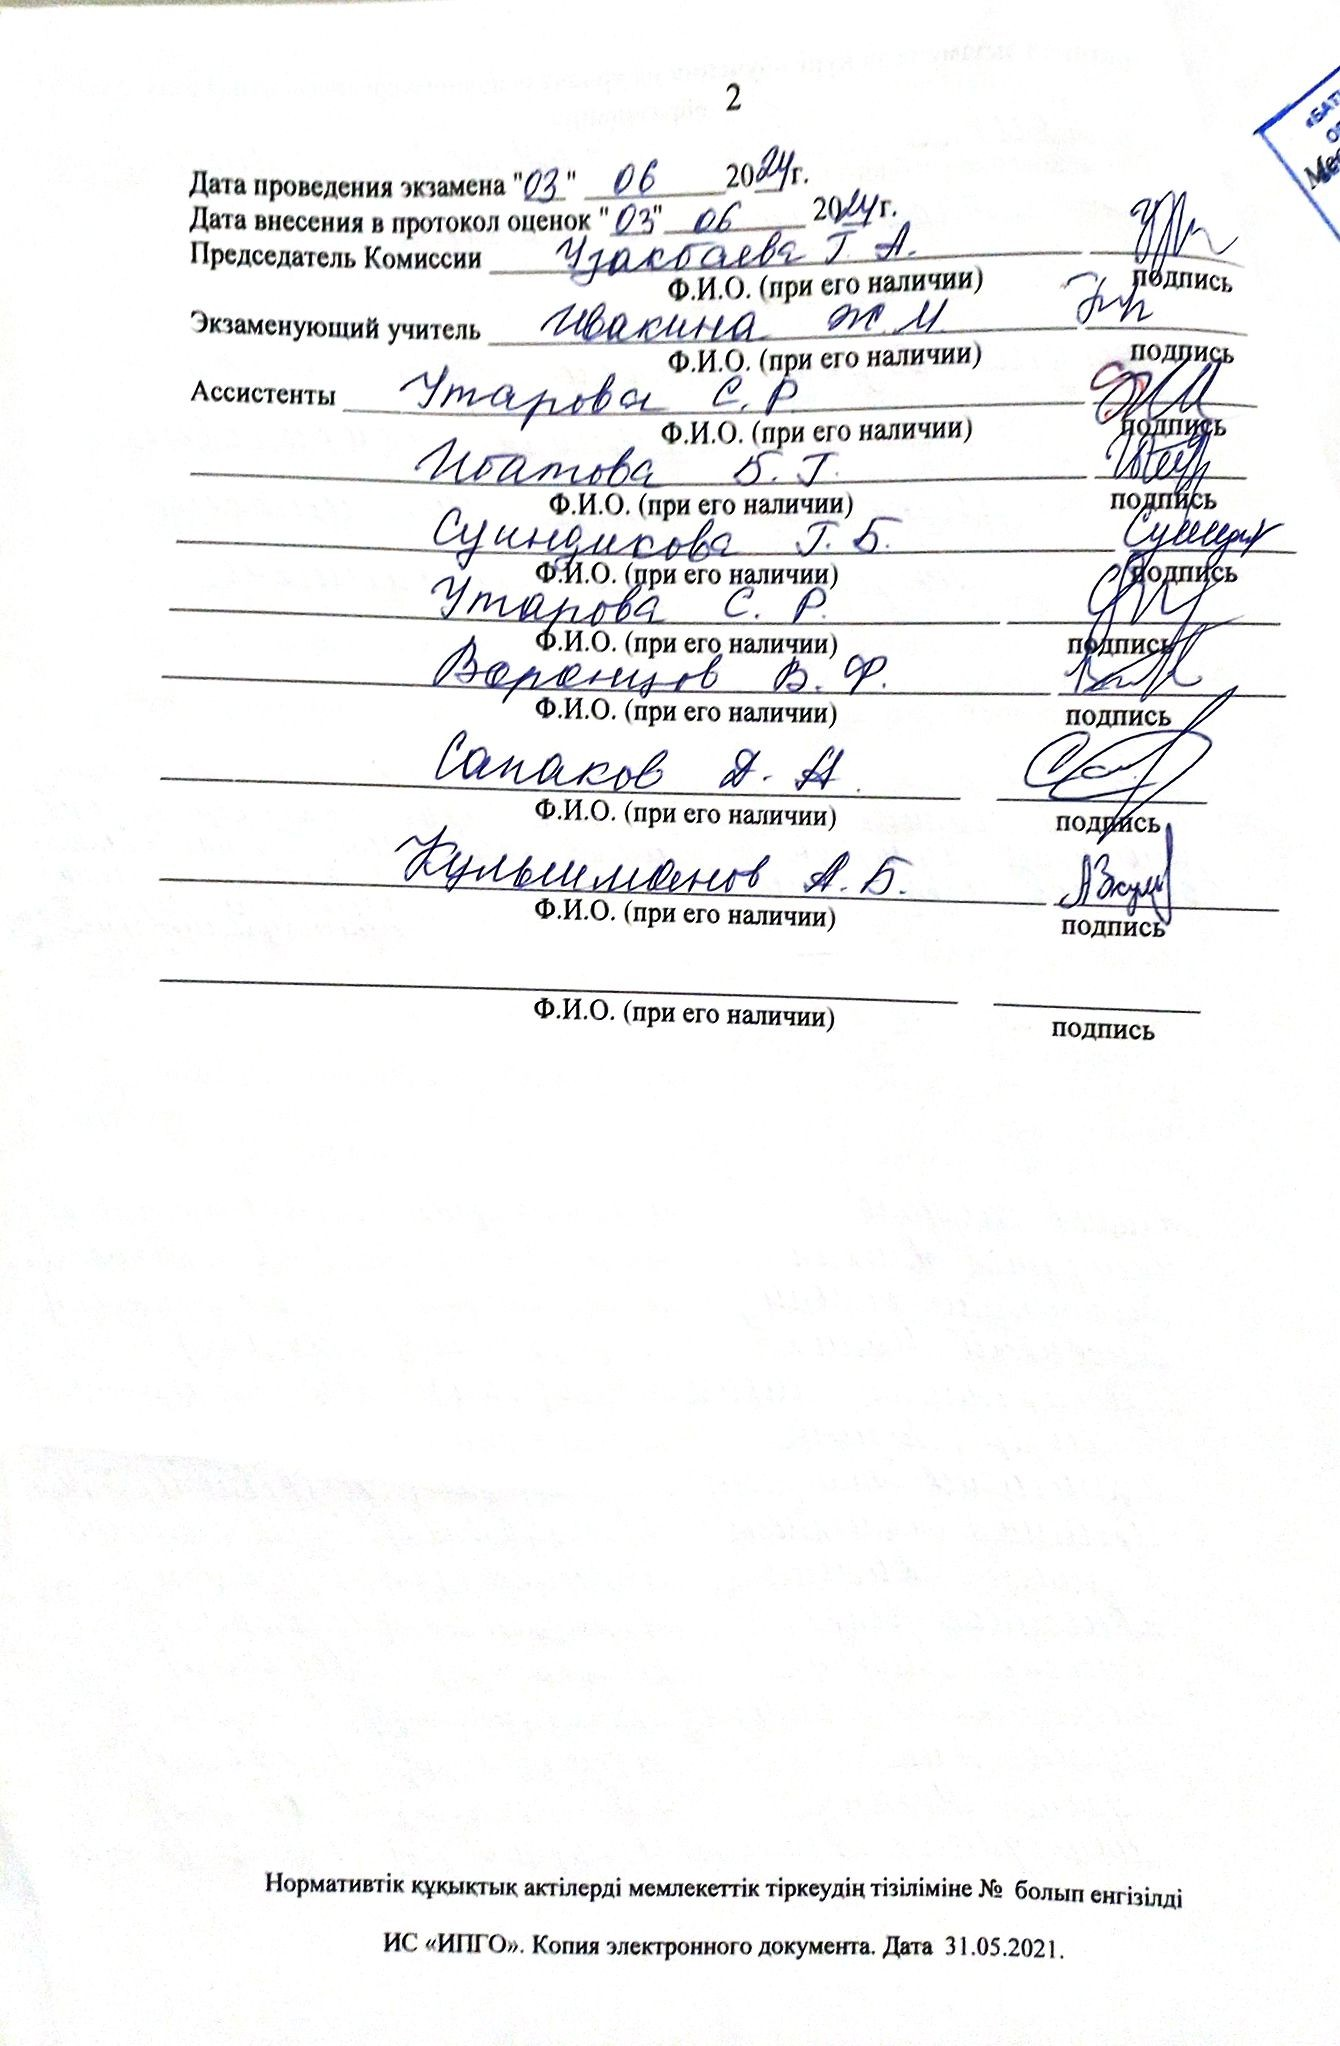 2
Дата проведения экзамена "03" 06 2024г.
Дата внесения в протокол оценок "03" 06 2024г.
Председатель Комиссии Узакбаева Г. А.
Ф.И.О. (при его наличии) подпись
Экзаменующий учитель Ивакина Ж. М.
Ф.И.О. (при его наличии) подпись
Ассистенты Утарова С. Р.
Ф.И.О. (при его наличии) подпись
Ибатова Б. Г.
Ф.И.О. (при его наличии) подпись
Суиндикова Г. Б.
Ф.И.О. (при его наличии) подпись
Утарова С. Р.
Ф.И.О. (при его наличии) подпись
Воронцов В. Ф.
Ф.И.О. (при его наличии) подпись
Сапаков Д. Н.
Ф.И.О. (при его наличии) подпись
Кульшманов А. Б.
Ф.И.О. (при его наличии) подпись
Ф.И.О. (при его наличии) подпись
Нормативтік құқықтық актілерді мемлекеттік тіркеудің тізіліміне № болып енгізілді
ИС «ИПГО». Копия электронного документа. Дата 31.05.2021.